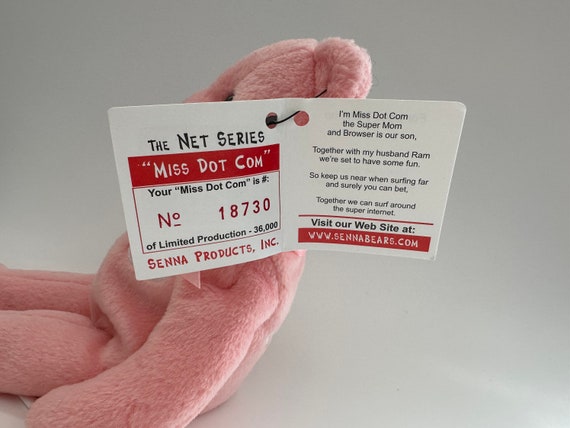 THE NET SERIES
"MISS DOT COM"
Your "Miss Dot Com" is #:
Nº 18730
of Limited Production - 36,000
SENNA PRODUCTS, INC.
I'm Miss Dot Com
the Super Mom
and Browser is our son,
Together with my husband Ram
we're set to have some fun.
So keep us near when surfing far
and surely you can bet,
Together we can surf around
the super internet.
Visit our Web Site at:
WWW.SENNABEARS.COM